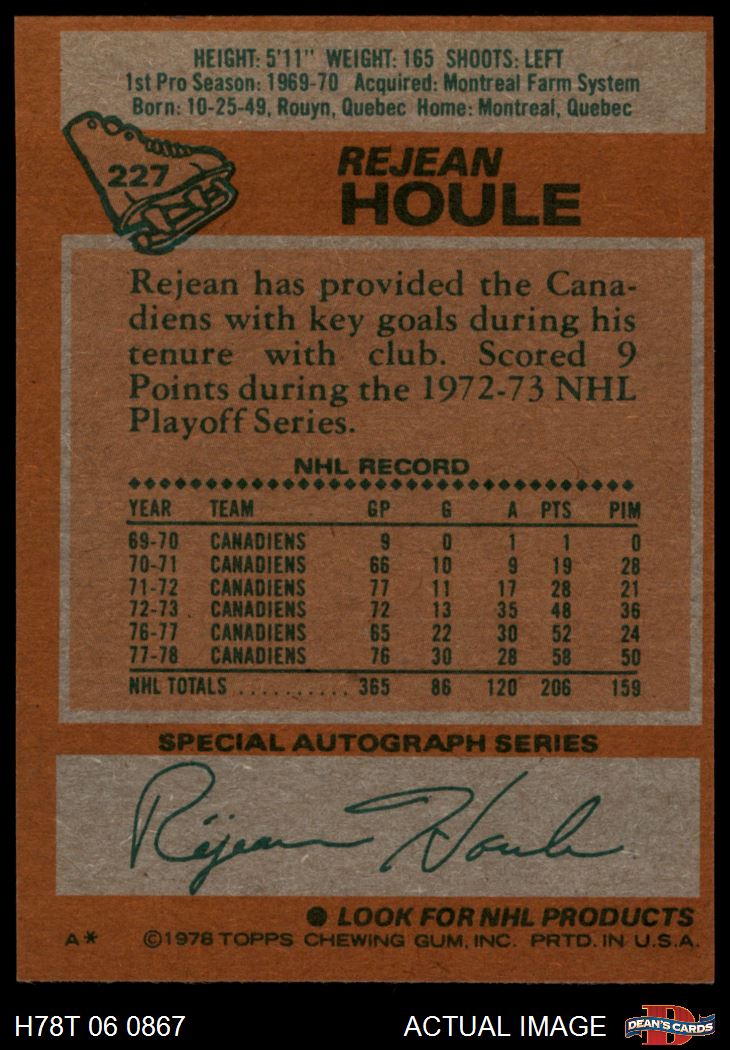 HEIGHT: 5'11" WEIGHT: 165 SHOOTS: LEFT
1st Pro Season: 1969-70 Acquired: Montreal Farm System
Born: 10-25-49, Rouyn, Quebec Home: Montreal, Quebec
227
REJEAN
HOULE
Rejean has provided the Cana-
diens with key goals during his
tenure with club. Scored 9
Points during the 1972-73 NHL
Playoff Series.
NHL RECORD
YEAR TEAM GP G A PTS PIM
69-70 CANADIENS 9 0 1 1 0
70-71 CANADIENS 66 10 9 19 28
71-72 CANADIENS 77 11 17 28 21
72-73 CANADIENS 72 13 35 48 36
76-77 CANADIENS 65 22 30 52 24
77-78 CANADIENS 76 30 28 58 50
NHL TOTALS .......... 365 86 120 206 159
SPECIAL AUTOGRAPH SERIES
Réjean Houle
● LOOK FOR NHL PRODUCTS
A* ©1978 TOPPS CHEWING GUM, INC. PRTD. IN U.S.A.
H78T 06 0867 ACTUAL IMAGE DEAN'S CARDS